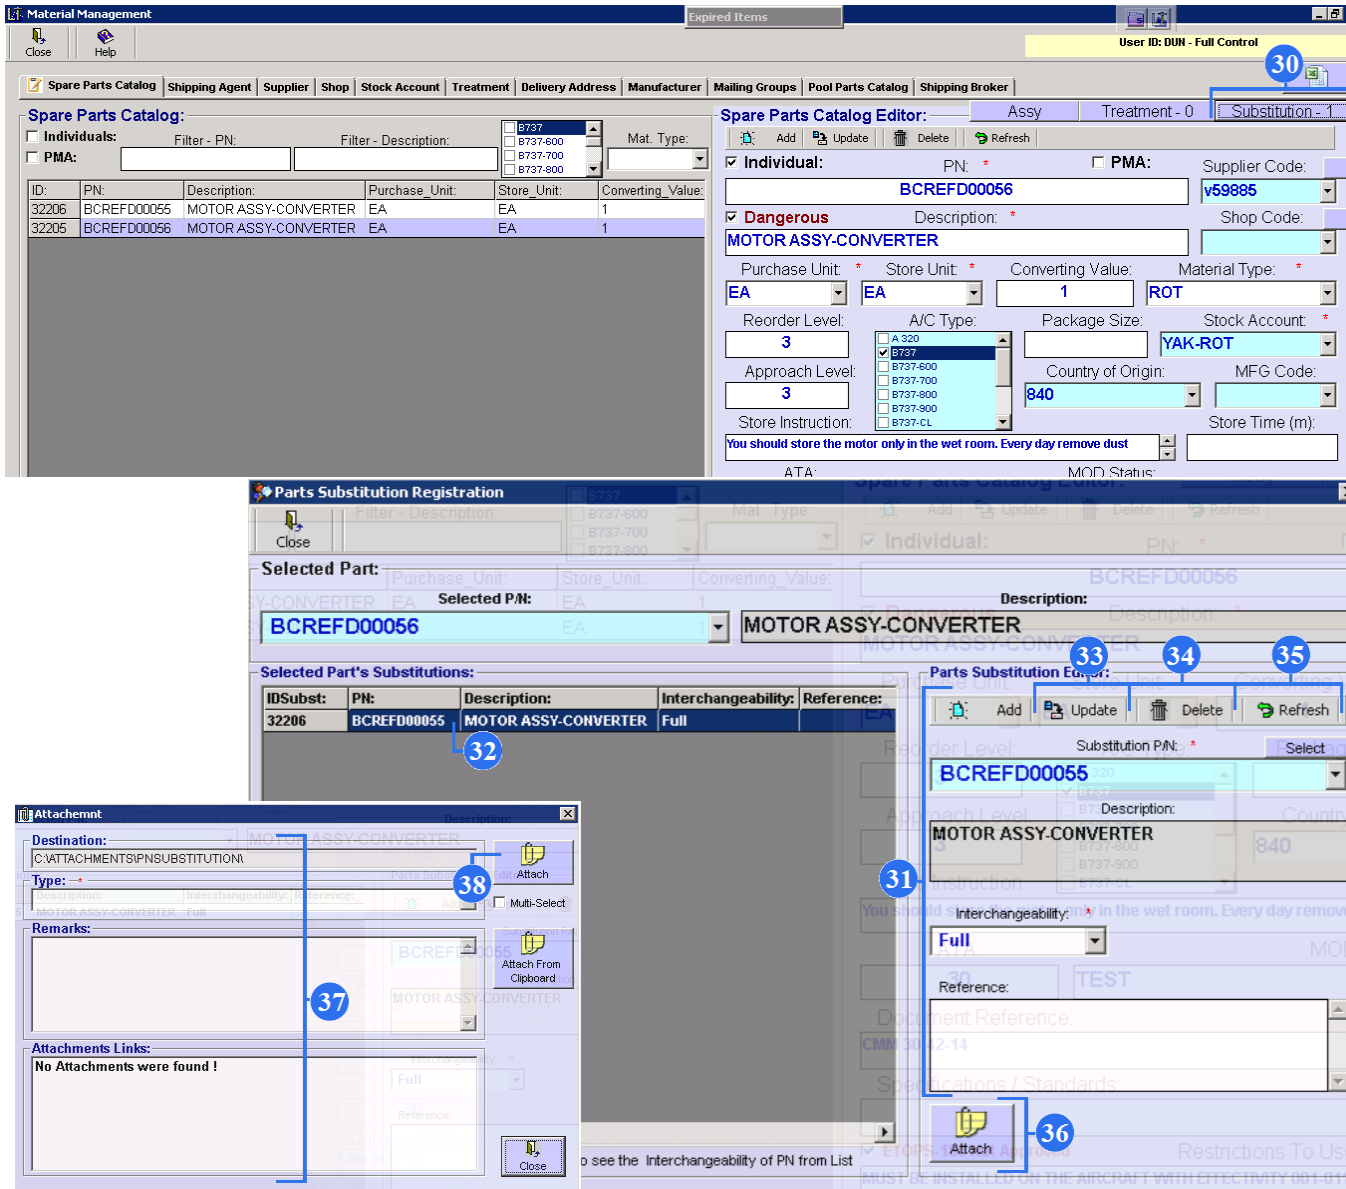 Material Management
Expired Items
Close
Help
User ID: DUN - Full Control
30
Spare Parts Catalog
Shipping Agent
Supplier
Shop
Stock Account
Treatment
Delivery Address
Manufacturer
Mailing Groups
Pool Parts Catalog
Shipping Broker
Spare Parts Catalog:
Individuals:
Filter - PN:
Filter - Description:
PMA:
B737
B737-600
B737-700
B737-800
Mat. Type:
ID: PN: Description: Purchase_Unit: Store_Unit: Converting_Value:
32206 BCREFD00055 MOTOR ASSY-CONVERTER EA EA 1
32205 BCREFD00056 MOTOR ASSY-CONVERTER EA EA 1
Spare Parts Catalog Editor:
Assy
Treatment - 0
Substitution - 1
Add
Update
Delete
Refresh
Individual:
PN: *
PMA:
Supplier Code:
BCREFD00056
v59885
Dangerous
Description: *
Shop Code:
MOTOR ASSY-CONVERTER
Purchase Unit: *
Store Unit: *
Converting Value:
Material Type: *
EA
EA
1
ROT
Reorder Level:
A/C Type:
Package Size:
Stock Account: *
3
YAK-ROT
A 320
B737
B737-600
B737-700
B737-800
B737-900
B737-CL
Approach Level:
Country of Origin:
MFG Code:
3
840
Store Instruction:
Store Time (m):
You should store the motor only in the wet room. Every day remove dust
ATA:
MOD Status:
Parts Substitution Registration
Close
Selected Part:
Selected P/N:
Description:
BCREFD00056
MOTOR ASSY-CONVERTER
Selected Part's Substitutions:
IDSubst: PN: Description: Interchangeability: Reference:
32206 BCREFD00055 MOTOR ASSY-CONVERTER Full
32
Parts Substitution Editor:
33
34
35
Add
Update
Delete
Refresh
Substitution P/N: *
Select
BCREFD00055
Description:
MOTOR ASSY-CONVERTER
31
Interchangeability: *
Full
Reference:
Attach
36
o see the Interchangeability of PN from List
Attachemnt
Destination:
C:\ATTACHMENTS\PNSUBSTITUTION\
Type: *
38
Attach
Multi-Select
Remarks:
Attach From
Clipboard
37
Attachments Links:
No Attachments were found !
Close